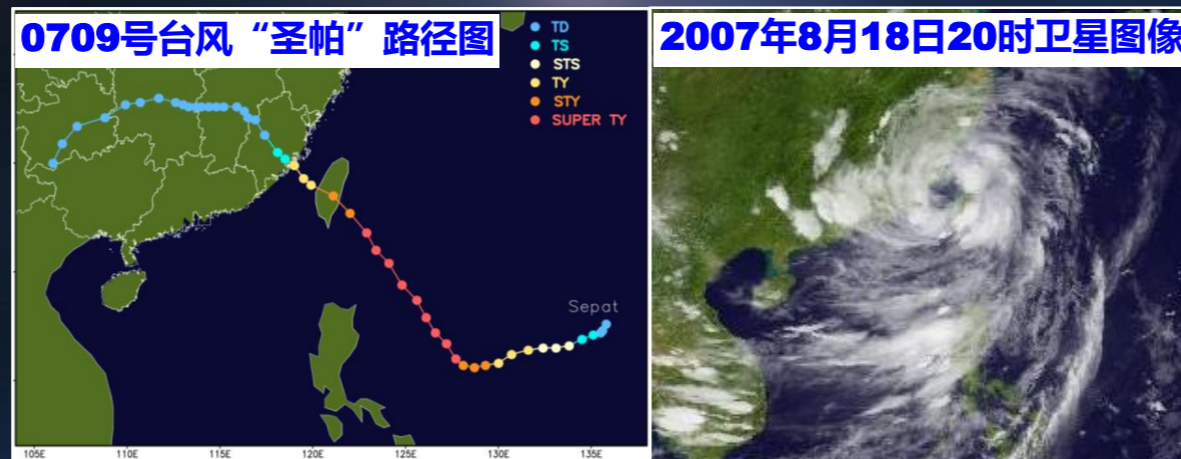 0709号台风“圣帕”路径图
TD
TS
STS
TY
STY
SUPER TY
Sepat
105E 110E 115E 120E 125E 130E 135E
2007年8月18日20时卫星图像